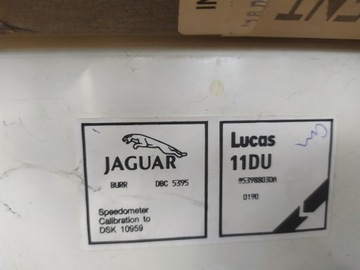 JAGUAR
BURR DBC 5395
Speedometer
Calibration to
DSK 10959
Lucas
11DU
0190